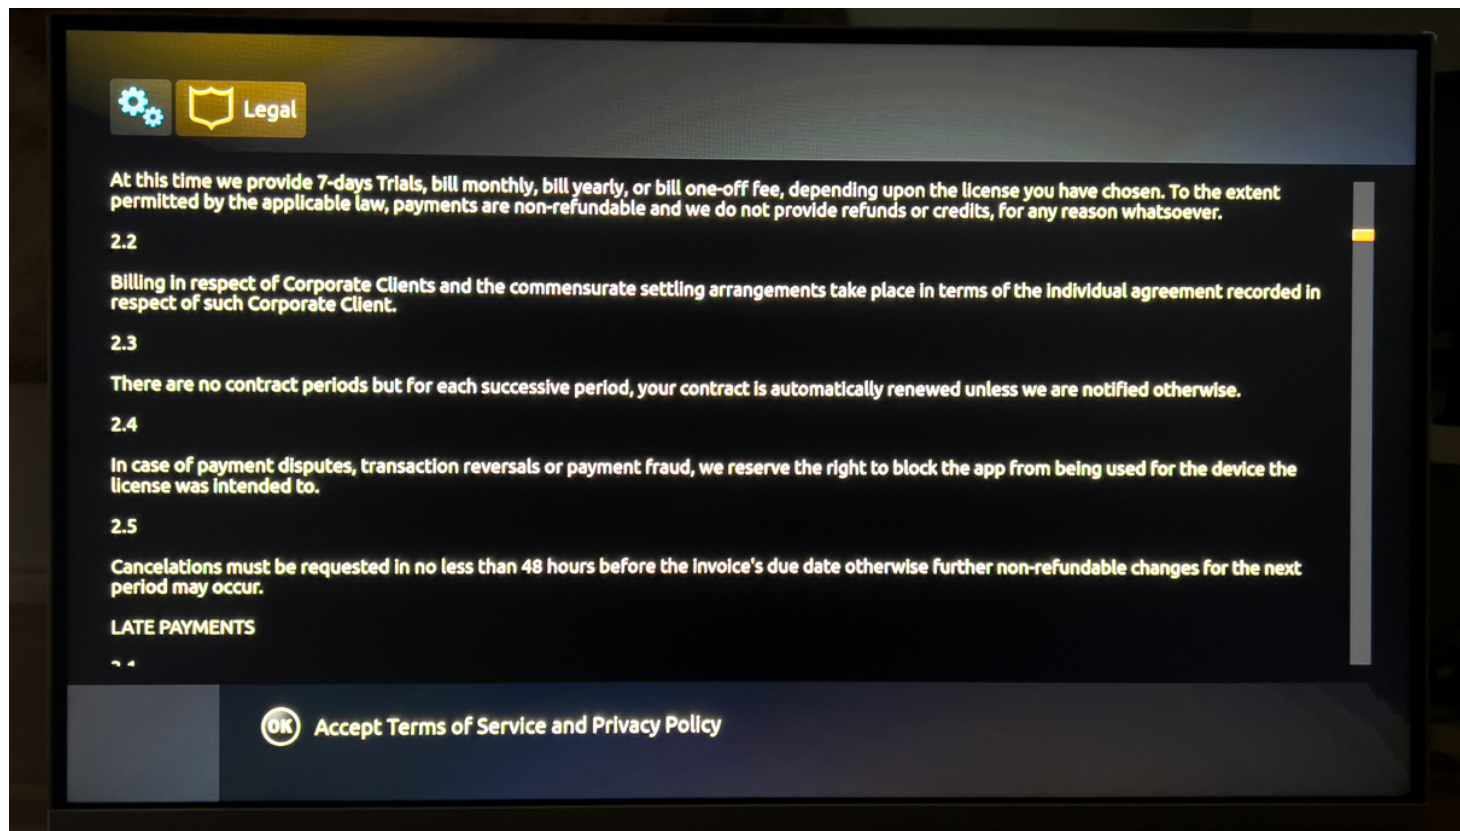 Legal
At this time we provide 7-days Trials, bill monthly, bill yearly, or bill one-off fee, depending upon the license you have chosen. To the extent
permitted by the applicable law, payments are non-refundable and we do not provide refunds or credits, for any reason whatsoever.
2.2
Billing in respect of Corporate Clients and the commensurate settling arrangements take place in terms of the individual agreement recorded in
respect of such Corporate Client.
2.3
There are no contract periods but for each successive period, your contract is automatically renewed unless we are notified otherwise.
2.4
In case of payment disputes, transaction reversals or payment fraud, we reserve the right to block the app from being used for the device the
license was intended to.
2.5
Cancelations must be requested in no less than 48 hours before the invoice's due date otherwise further non-refundable changes for the next
period may occur.
LATE PAYMENTS
OK Accept Terms of Service and Privacy Policy